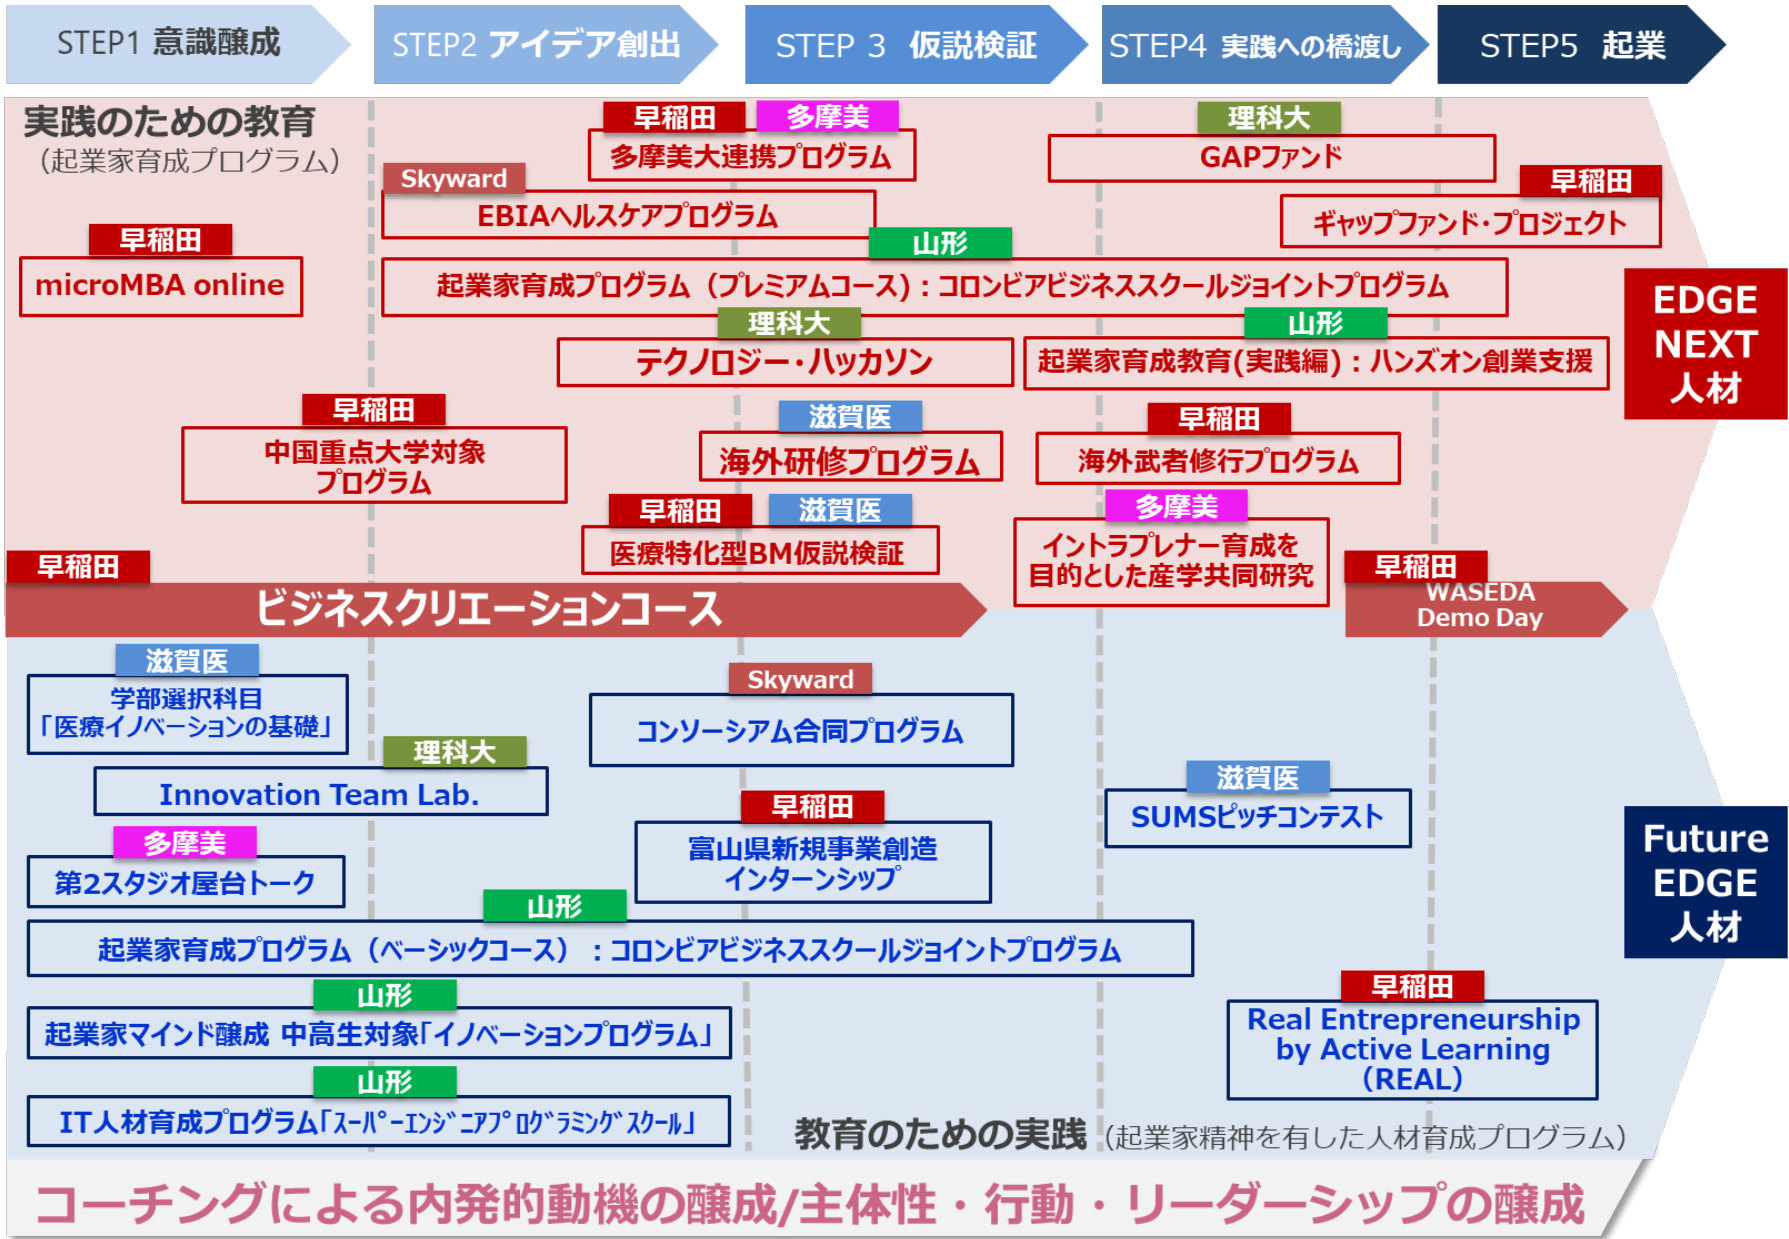 STEP1 意識醸成
STEP2 アイデア創出
STEP 3 仮説検証
STEP4 実践への橋渡し
STEP5 起業
実践のための教育
（起業家育成プログラム）
早稲田 多摩美
多摩美大連携プログラム
理科大
GAPファンド
Skyward
EBIAヘルスケアプログラム
早稲田
ギャップファンド・プロジェクト
早稲田
microMBA online
山形
起業家育成プログラム（プレミアムコース）：コロンビアビジネススクールジョイントプログラム
理科大
テクノロジー・ハッカソン
山形
起業家育成教育(実践編)：ハンズオン創業支援
EDGE
NEXT
人材
早稲田
中国重点大学対象
プログラム
滋賀医
海外研修プログラム
早稲田
海外武者修行プログラム
早稲田 滋賀医
医療特化型BM仮説検証
多摩美
イントラプレナー育成を
目的とした産学共同研究
早稲田
ビジネスクリエーションコース
早稲田
WASEDA
Demo Day
滋賀医
学部選択科目
「医療イノベーションの基礎」
Skyward
コンソーシアム合同プログラム
理科大
Innovation Team Lab.
滋賀医
SUMSピッチコンテスト
早稲田
富山県新規事業創造
インターンシップ
多摩美
第2スタジオ屋台トーク
Future
EDGE
人材
山形
起業家育成プログラム（ベーシックコース）：コロンビアビジネススクールジョイントプログラム
山形
起業家マインド醸成 中高生対象「イノベーションプログラム」
早稲田
Real Entrepreneurship
by Active Learning
（REAL）
山形
IT人材育成プログラム「ｽｰﾊﾟｰｴﾝｼﾞﾆｱﾌﾟﾛｸﾞﾗﾐﾝｸﾞｽｸｰﾙ」
教育のための実践（起業家精神を有した人材育成プログラム）
コーチングによる内発的動機の醸成/主体性・行動・リーダーシップの醸成